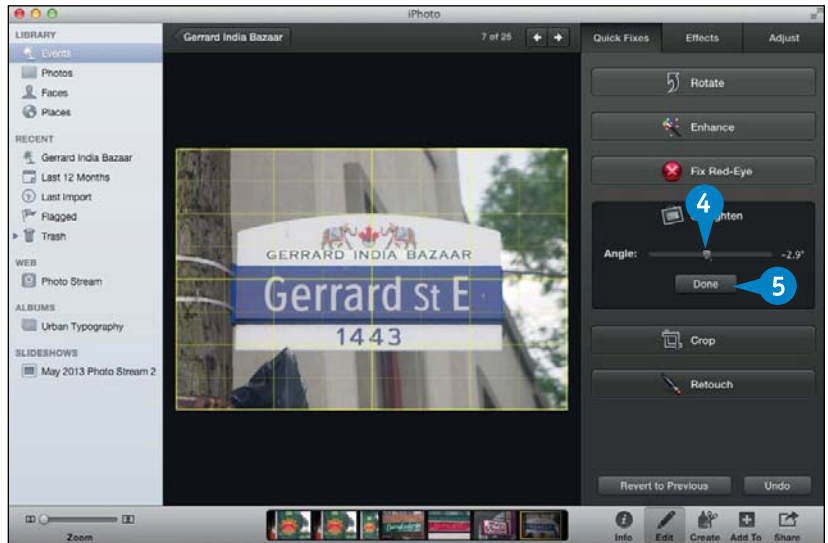 iPhoto
LIBRARY
Events
Photos
Faces
Places
RECENT
Gerrard India Bazaar
Last 12 Months
Last Import
Flagged
Trash
WEB
Photo Stream
ALBUMS
Urban Typography
SLIDESHOWS
May 2013 Photo Stream 2
Zoom
Gerrard India Bazaar
7 of 25
GERRARD INDIA BAZAAR
Gerrard St E
1443
Quick Fixes Effects Adjust
Rotate
Enhance
Fix Red-Eye
4
Angle: -2.9°
Done
5
Crop
Retouch
Revert to Previous Undo
Info Edit Create Add To Share